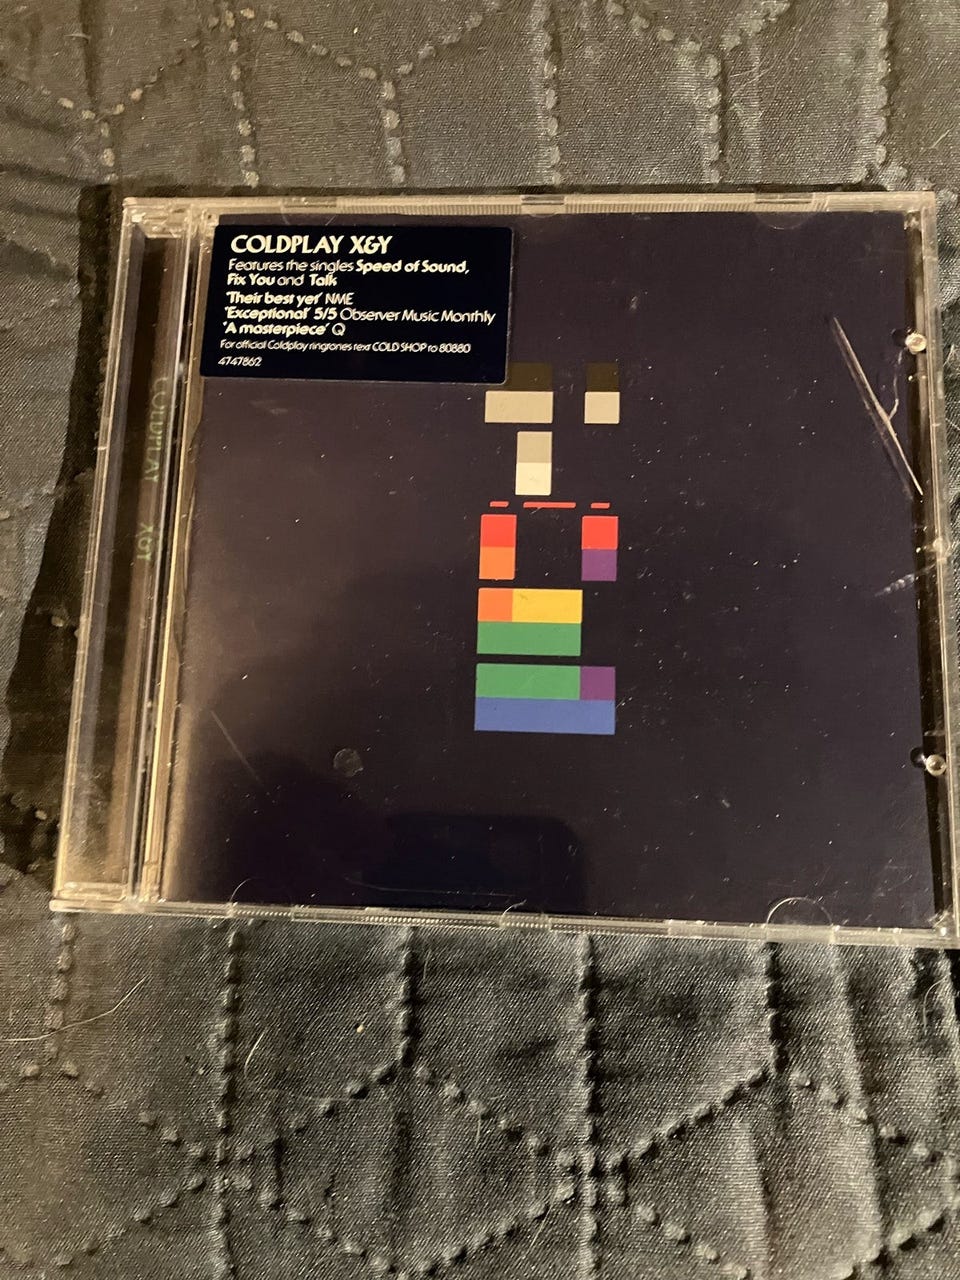 COLDPLAY X&Y
Features the singles Speed of Sound,
Fix You and Talk
'Their best yet' NME
'Exceptional' 5/5 Observer Music Monthly
'A masterpiece' Q
For official Coldplay ringtones text COLD SHOP to 80880
4747862
COLDPLAY X&Y